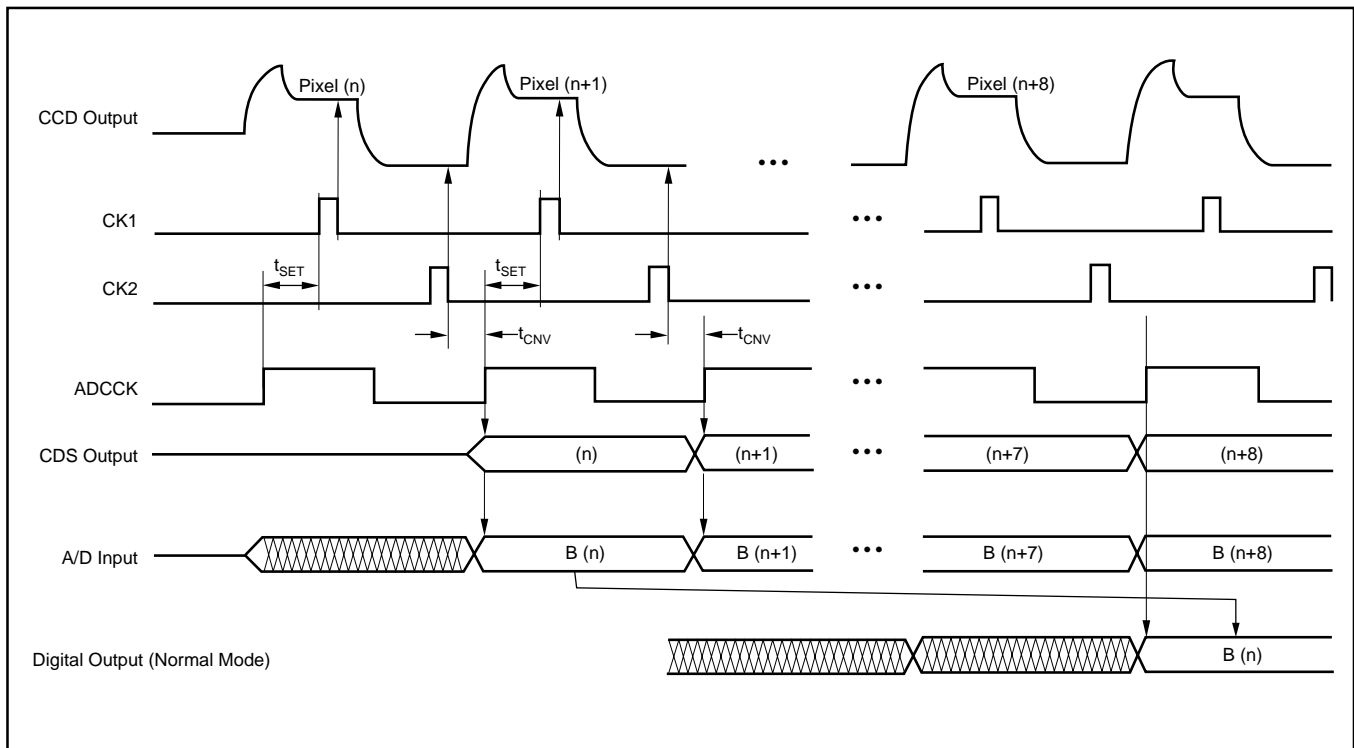 CCD Output
Pixel (n)
Pixel (n+1)
Pixel (n+8)
•••
CK1
•••
CK2
tSET
tSET
•••
tCNV
tCNV
ADCCK
•••
CDS Output
(n)
(n+1)
•••
(n+7)
(n+8)
A/D Input
B (n)
B (n+1)
•••
B (n+7)
B (n+8)
Digital Output (Normal Mode)
B (n)